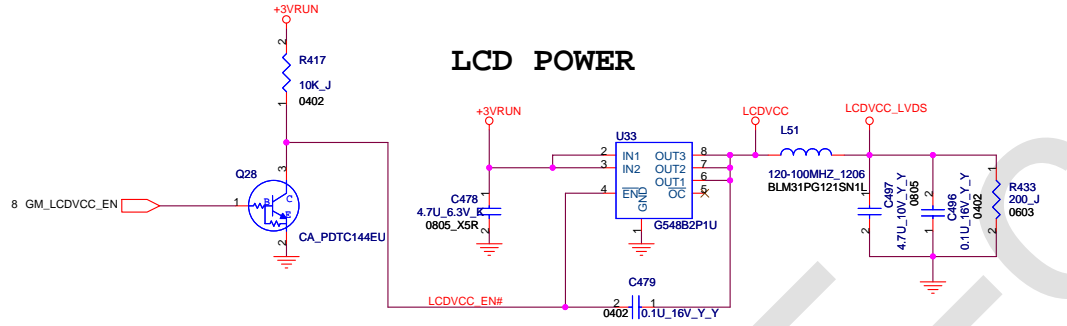 LCD POWER
+3VRUN
2
R417
10K_J
0402
1
Q28
3
C
B
E
1
2
CA_PDTC144EU
8 GM_LCDVCC_EN
+3VRUN
1
C478
4.7U_6.3V_K
0805_X5R
2
U33
2 IN1 OUT3 8
3 IN2 OUT2 7
OUT1 6
4 EN OC 5
GND
1
G548B2P1U
LCDVCC_EN#
C479
2 1
0402 0.1U_16V_Y_Y
LCDVCC
L51
120-100MHZ_1206
BLM31PG121SN1L
LCDVCC_LVDS
1
2
C497
4.7U_10V_Y_Y
0805
2
1
C496
0.1U_16V_Y_Y
0402
1
2
R433
200_J
0603